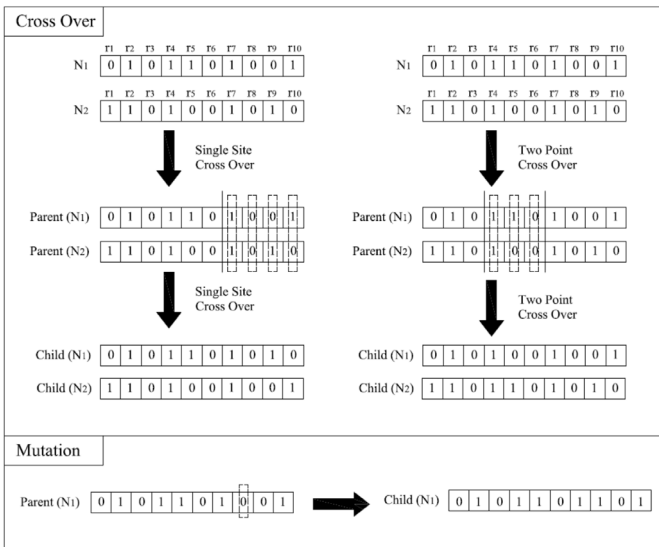 Cross Over
r1 r2 r3 r4 r5 r6 r7 r8 r9 r10
N1 0 1 0 1 1 0 1 0 0 1
r1 r2 r3 r4 r5 r6 r7 r8 r9 r10
N2 1 1 0 1 0 0 1 0 1 0
Single Site
Cross Over
Parent (N1) 0 1 0 1 1 0 1 0 0 1
Parent (N2) 1 1 0 1 0 0 1 0 1 0
Single Site
Cross Over
Child (N1) 0 1 0 1 1 0 1 0 1 0
Child (N2) 1 1 0 1 0 0 1 0 0 1
r1 r2 r3 r4 r5 r6 r7 r8 r9 r10
N1 0 1 0 1 1 0 1 0 0 1
r1 r2 r3 r4 r5 r6 r7 r8 r9 r10
N2 1 1 0 1 0 0 1 0 1 0
Two Point
Cross Over
Parent (N1) 0 1 0 1 1 0 1 0 0 1
Parent (N2) 1 1 0 1 0 0 1 0 1 0
Two Point
Cross Over
Child (N1) 0 1 0 1 0 0 1 0 0 1
Child (N2) 1 1 0 1 1 0 1 0 1 0
Mutation
Parent (N1) 0 1 0 1 1 0 1 0 0 1
Child (N1) 0 1 0 1 1 0 1 1 0 1